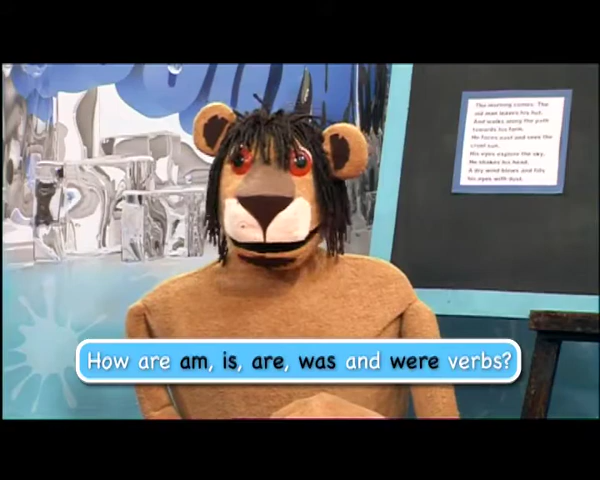 The morning comes. The
old man leaves his hut.
And walks along the path
towards his farm.
He faces east and sees the
cruel sun.
His eyes explore the sky.
He shakes his head.
A dry wind blows and fills
his eyes with dust.
How are am, is, are, was and were verbs?